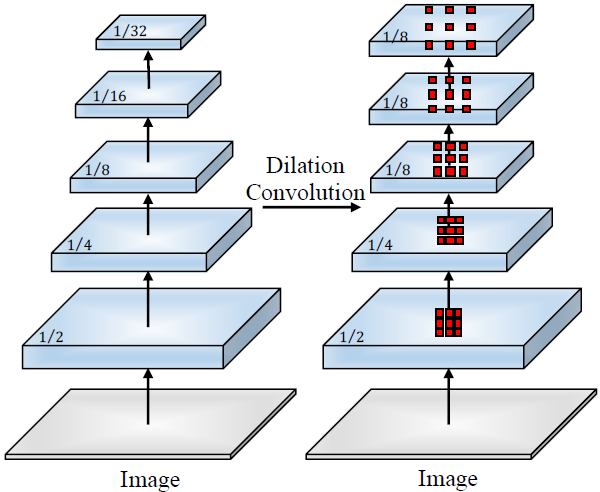 1/32
1/16
1/8
1/4
1/2
Image
Dilation
Convolution
1/8
1/8
1/8
1/4
1/2
Image